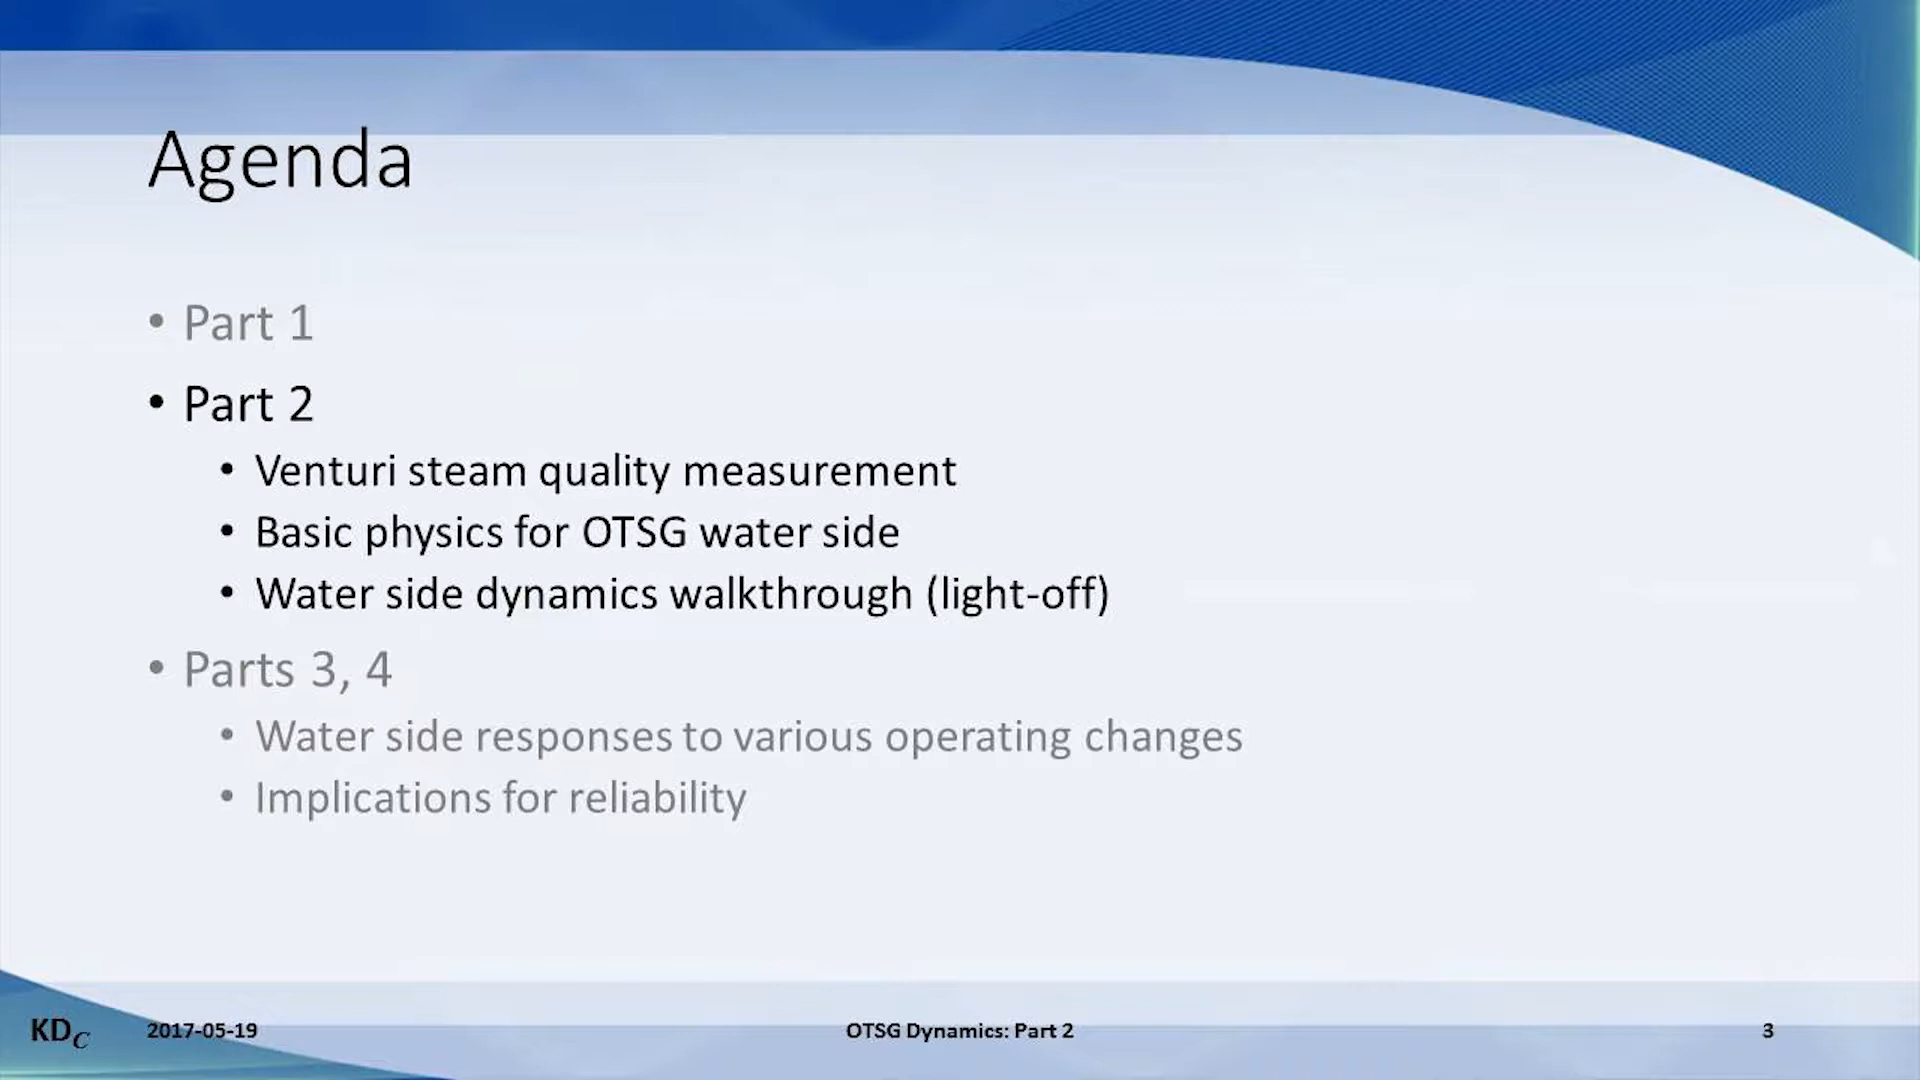 Agenda
• Part 1
• Part 2
• Venturi steam quality measurement
• Basic physics for OTSG water side
• Water side dynamics walkthrough (light-off)
• Parts 3, 4
• Water side responses to various operating changes
• Implications for reliability
KDC 2017-05-19 OTSG Dynamics: Part 2 3